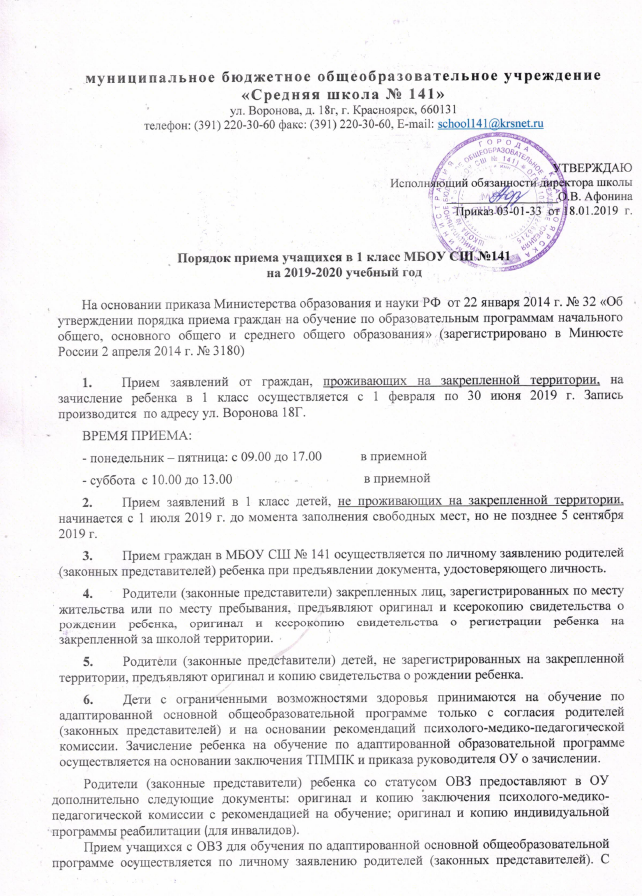 муниципальное бюджетное общеобразовательное учреждение
«Средняя школа № 141»
ул. Воронова, д. 18г, г. Красноярск, 660131
телефон: (391) 220-30-60 факс: (391) 220-30-60, E-mail: school141@krsnet.ru
УТВЕРЖДАЮ
Исполняющий обязанности директора школы
О.В. Афонина
Приказ 03-01-33 от 18.01.2019 г.
Порядок приема учащихся в 1 класс МБОУ СШ №141
на 2019-2020 учебный год
На основании приказа Министерства образования и науки РФ от 22 января 2014 г. № 32 «Об
утверждении порядка приема граждан на обучение по образовательным программам начального
общего, основного общего и среднего общего образования» (зарегистрировано в Минюсте
России 2 апреля 2014 г. № 3180)
1. Прием заявлений от граждан, проживающих на закрепленной территории, на
зачисление ребенка в 1 класс осуществляется с 1 февраля по 30 июня 2019 г. Запись
производится по адресу ул. Воронова 18Г.
ВРЕМЯ ПРИЕМА:
- понедельник – пятница: с 09.00 до 17.00 в приемной
- суббота с 10.00 до 13.00 в приемной
2. Прием заявлений в 1 класс детей, не проживающих на закрепленной территории,
начинается с 1 июля 2019 г. до момента заполнения свободных мест, но не позднее 5 сентября
2019 г.
3. Прием граждан в МБОУ СШ № 141 осуществляется по личному заявлению родителей
(законных представителей) ребенка при предъявлении документа, удостоверяющего личность.
4. Родители (законные представители) закрепленных лиц, зарегистрированных по месту
жительства или по месту пребывания, предъявляют оригинал и ксерокопию свидетельства о
рождении ребенка, оригинал и ксерокопию свидетельства о регистрации ребенка на
закрепленной за школой территории.
5. Родители (законные представители) детей, не зарегистрированных на закрепленной
территории, предъявляют оригинал и копию свидетельства о рождении ребенка.
6. Дети с ограниченными возможностями здоровья принимаются на обучение по
адаптированной основной общеобразовательной программе только с согласия родителей
(законных представителей) и на основании рекомендаций психолого-медико-педагогической
комиссии. Зачисление ребенка на обучение по адаптированной образовательной программе
осуществляется на основании заключения ТПМПК и приказа руководителя ОУ о зачислении.
Родители (законные представители) ребенка со статусом ОВЗ предоставляют в ОУ
дополнительно следующие документы: оригинал и копию заключения психолого-медико-
педагогической комиссии с рекомендацией на обучение; оригинал и копию индивидуальной
программы реабилитации (для инвалидов).
Прием учащихся с ОВЗ для обучения по адаптированной основной общеобразовательной
программе осуществляется по личному заявлению родителей (законных представителей). С